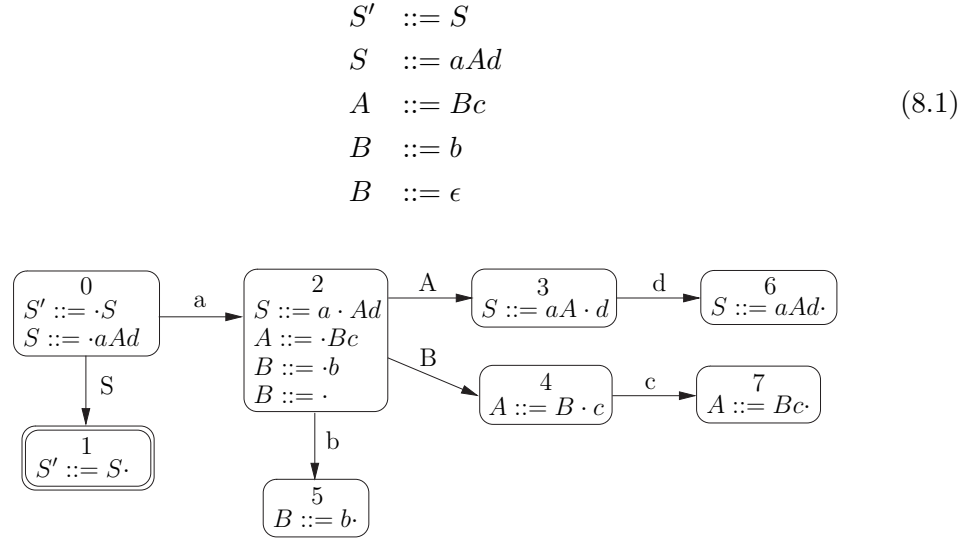 S′ ::= S
S ::= aAd
A ::= Bc (8.1)
B ::= b
B ::= ϵ
0
S′ ::= ·S
S ::= ·aAd
a
2
S ::= a · Ad
A ::= ·Bc
B ::= ·b
B ::= ·
A
3
S ::= aA · d
d
6
S ::= aAd·
B
4
A ::= B · c
c
7
A ::= Bc·
S
1
S′ ::= S·
b
5
B ::= b·